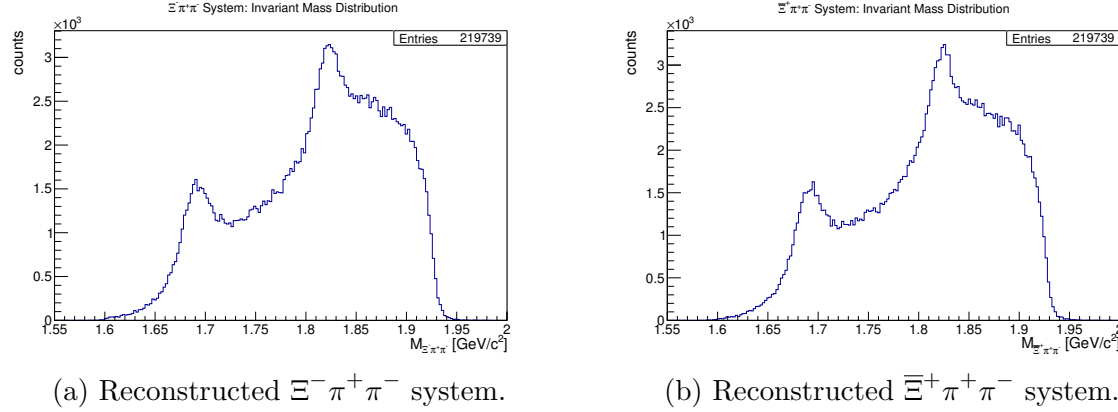 Ξ⁻π⁺π⁻ System: Invariant Mass Distribution
×10³
Entries 219739
counts
3
2.5
2
1.5
1
0.5
0
1.55 1.6 1.65 1.7 1.75 1.8 1.85 1.9 1.95 2
M_Ξ⁻π⁺π⁻ [GeV/c²]
(a) Reconstructed Ξ⁻π⁺π⁻ system.
Ξ̅⁺π⁺π⁻ System: Invariant Mass Distribution
×10³
Entries 219739
counts
3
2.5
2
1.5
1
0.5
0
1.55 1.6 1.65 1.7 1.75 1.8 1.85 1.9 1.95 2
M_Ξ̅⁺π⁺π⁻ [GeV/c²]
(b) Reconstructed Ξ̅⁺π⁺π⁻ system.